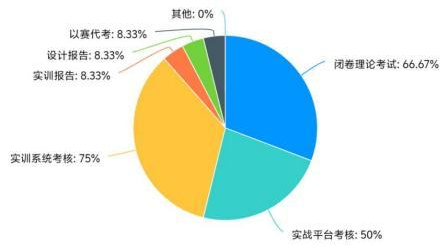 其他: 0%
以赛代考: 8.33%
设计报告: 8.33%
实训报告: 8.33%
闭卷理论考试: 66.67%
实训系统考核: 75%
实战平台考核: 50%